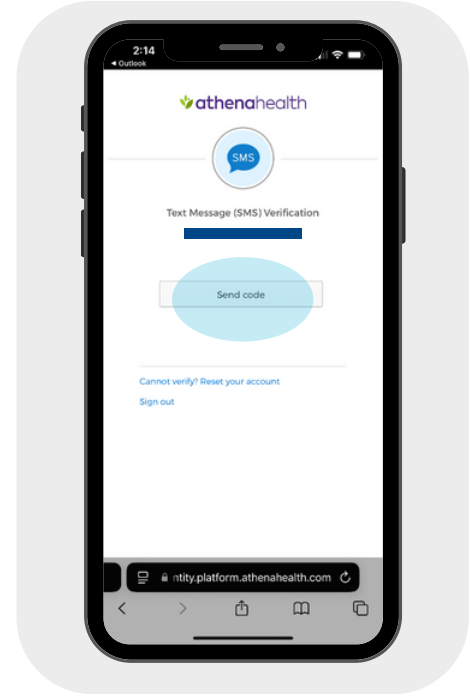 2:14
◄ Outlook
athenahealth
SMS
Text Message (SMS) Verification
Send code
Cannot verify? Reset your account
Sign out
ntity.platform.athenahealth.com